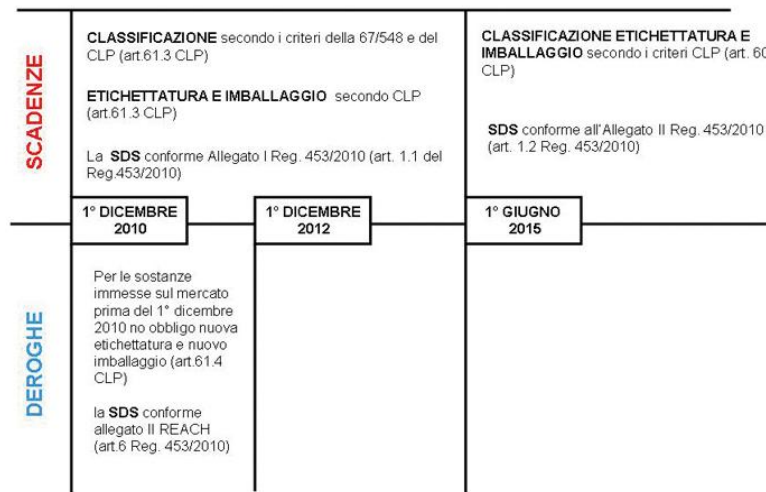 SCADENZE
CLASSIFICAZIONE secondo i criteri della 67/548 e del
CLP (art.61.3 CLP)
ETICHETTATURA E IMBALLAGGIO secondo CLP
(art.61.3 CLP)
La SDS conforme Allegato I Reg. 453/2010 (art. 1.1 del
Reg.453/2010)
CLASSIFICAZIONE ETICHETTATURA E
IMBALLAGGIO secondo i criteri CLP (art. 60
CLP)
SDS conforme all'Allegato II Reg. 453/2010
(art. 1.2 Reg. 453/2010)
1° DICEMBRE
2010
1° DICEMBRE
2012
1° GIUGNO
2015
DEROGHE
Per le sostanze
immesse sul mercato
prima del 1° dicembre
2010 no obbligo nuova
etichettatura e nuovo
imballaggio (art.61.4
CLP)
la SDS conforme
allegato II REACH
(art.6 Reg. 453/2010)